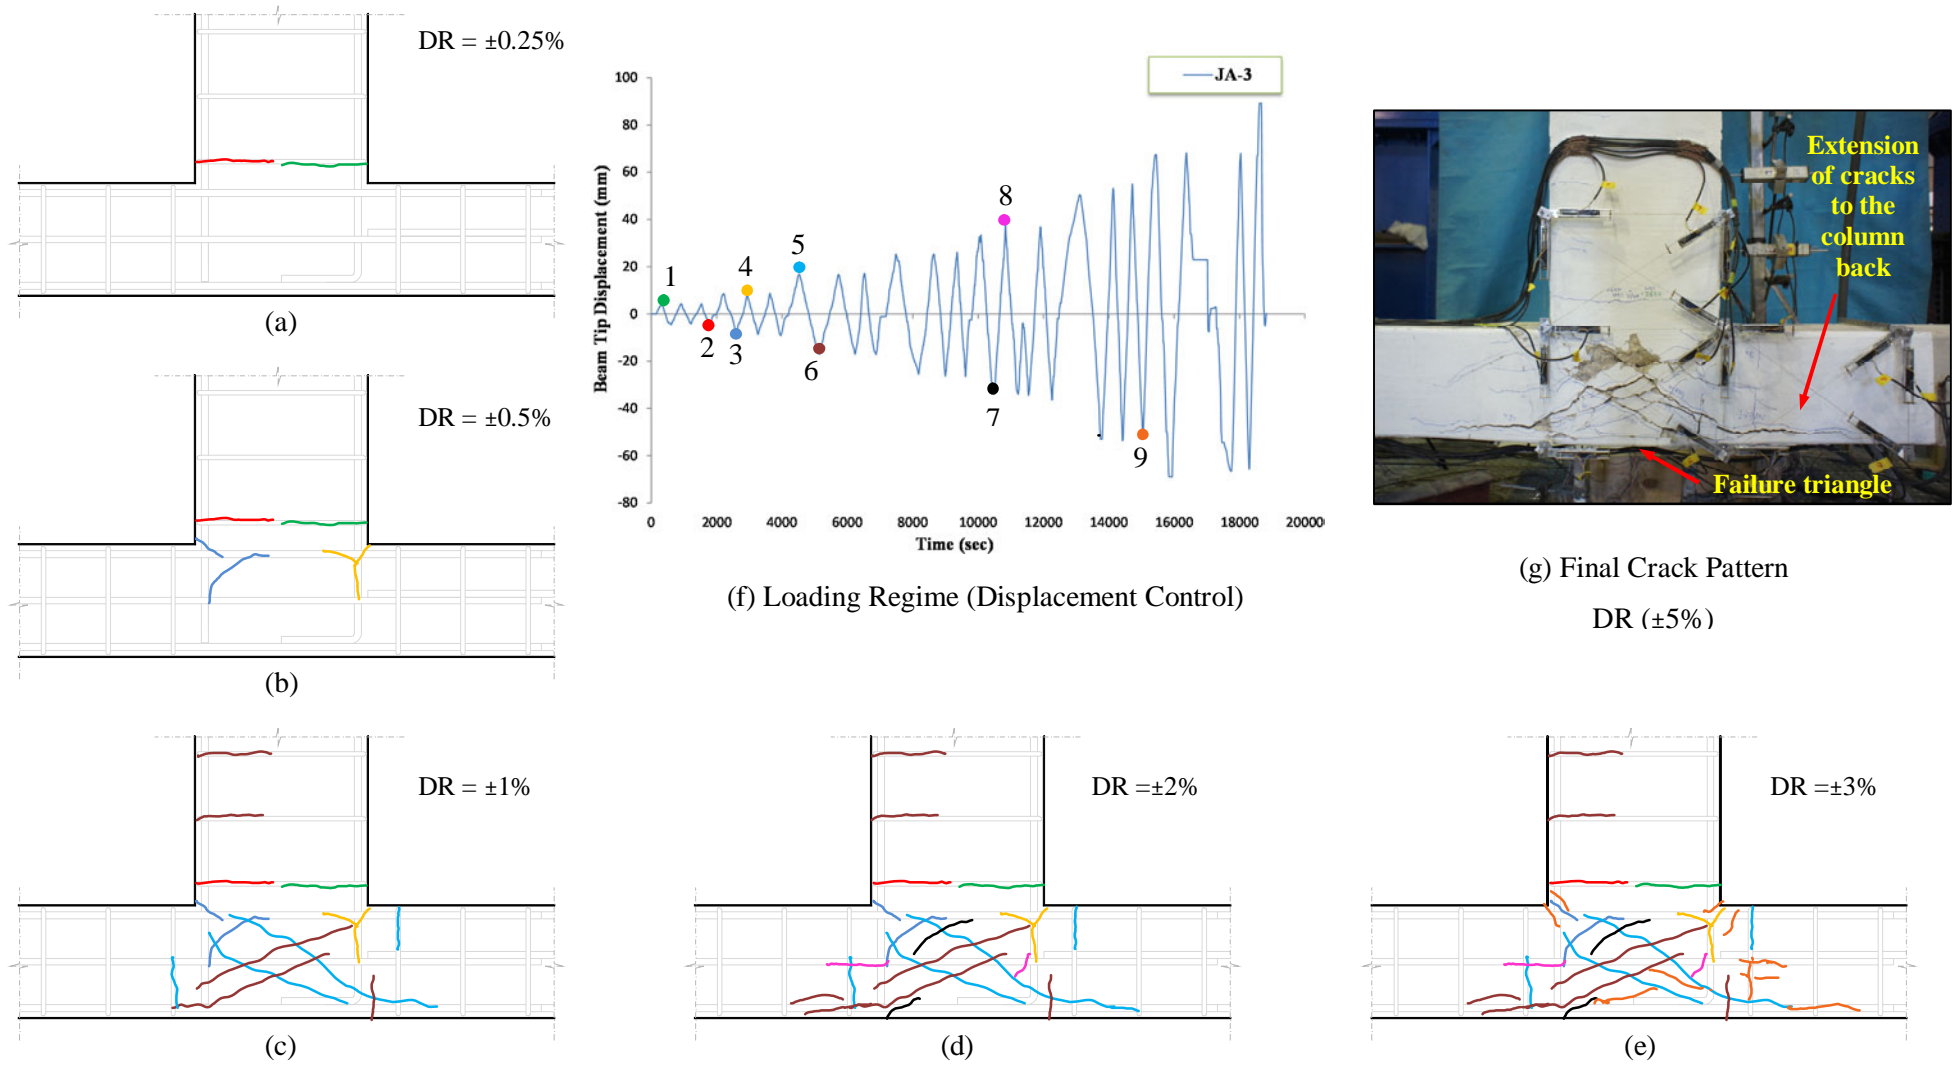 DR = ±0.25%
(a)
DR = ±0.5%
(b)
JA-3
Beam Tip Displacement (mm)
100
80
60
40
20
0
-20
-40
-60
-80
0
2000
4000
6000
8000
10000
12000
14000
16000
18000
20000
Time (sec)
1
2
3
4
5
6
7
8
9
(f) Loading Regime (Displacement Control)
Extension
of cracks
to the
column
back
Failure triangle
(g) Final Crack Pattern
DR (±5%)
DR = ±1%
(c)
DR =±2%
(d)
DR =±3%
(e)